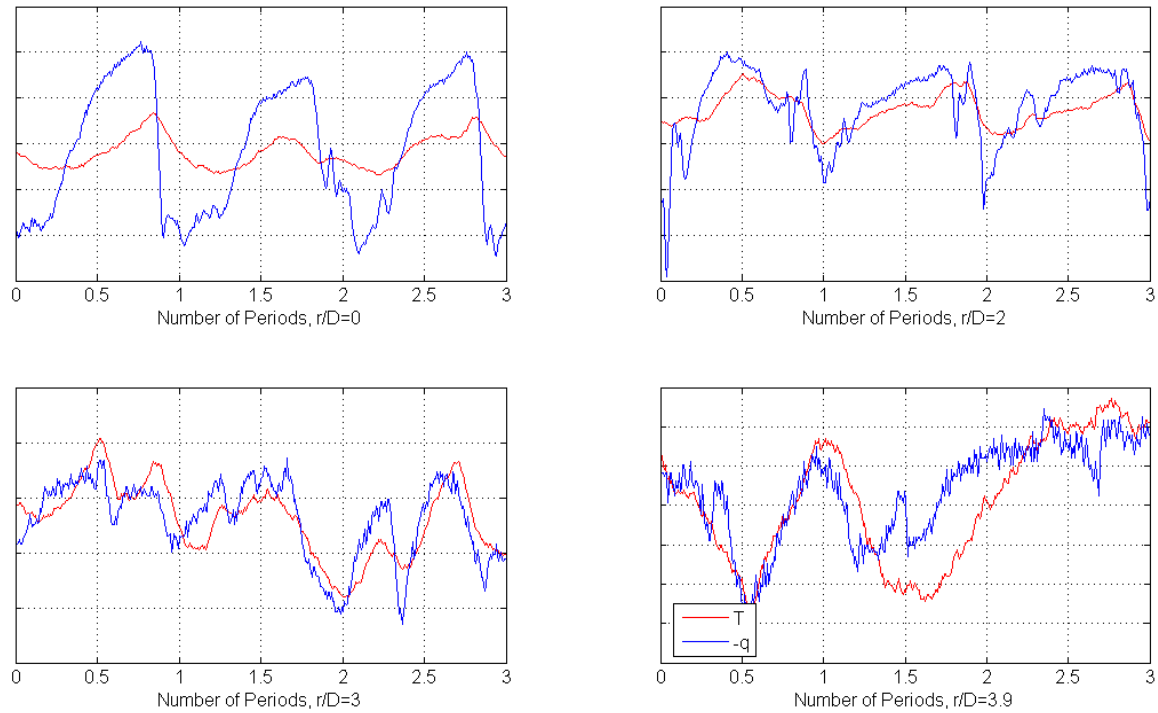 0 0.5 1 1.5 2 2.5 3
Number of Periods, r/D=0
0 0.5 1 1.5 2 2.5 3
Number of Periods, r/D=2
0 0.5 1 1.5 2 2.5 3
Number of Periods, r/D=3
T
-q
0 0.5 1 1.5 2 2.5 3
Number of Periods, r/D=3.9